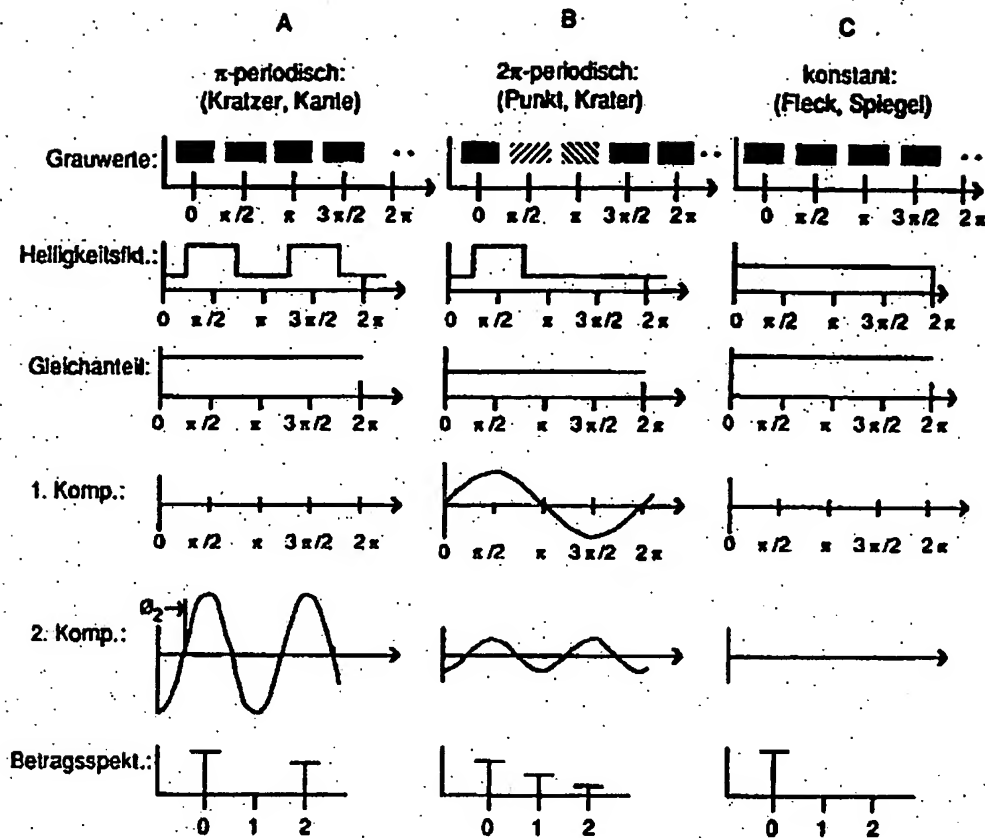 A B C
π-periodisch: 2π-periodisch: konstant:
(Kratzer, Kante) (Punkt, Krater) (Fleck, Spiegel)
Grauwerte:
0 π/2 π 3π/2 2π 0 π/2 π 3π/2 2π 0 π/2 π 3π/2 2π
Helligkeitsfkt.:
0 π/2 π 3π/2 2π 0 π/2 π 3π/2 2π 0 π/2 π 3π/2 2π
Gleichanteil:
0 π/2 π 3π/2 2π 0 π/2 π 3π/2 2π 0 π/2 π 3π/2 2π
1. Komp.:
0 π/2 π 3π/2 2π 0 π/2 π 3π/2 2π 0 π/2 π 3π/2 2π
Ø₂
2. Komp.:
Betragsspekt.:
0 1 2 0 1 2 0 1 2